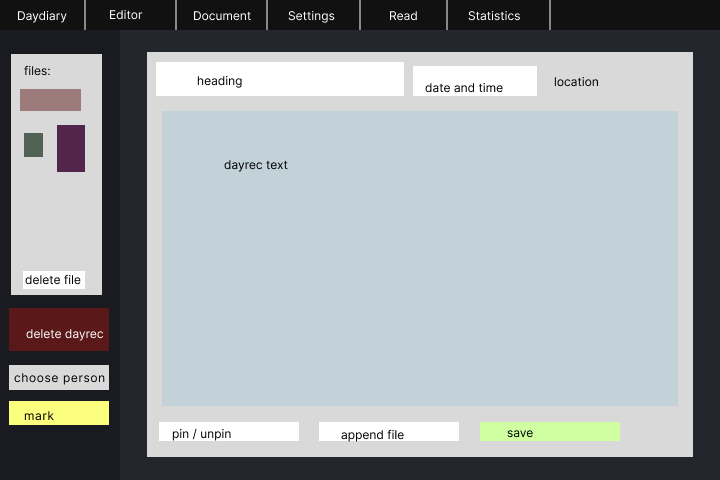 Daydiary
Editor
Document
Settings
Read
Statistics
files:
delete file
delete dayrec
choose person
mark
heading
date and time
location
dayrec text
pin / unpin
append file
save